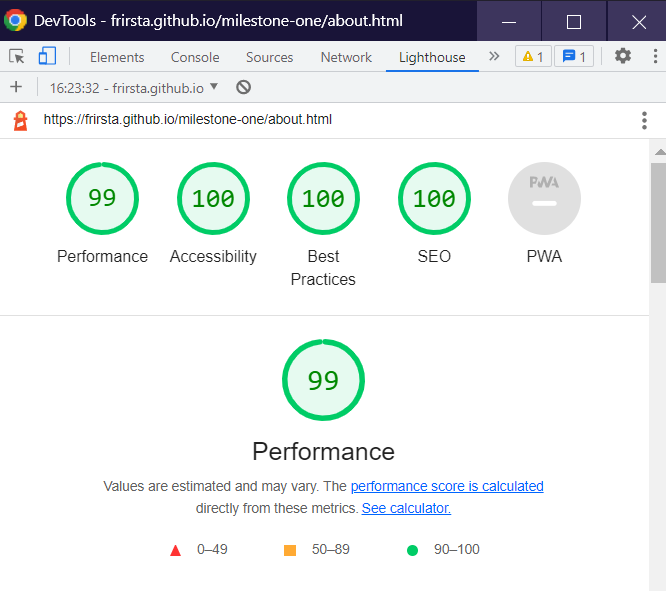 DevTools - frirsta.github.io/milestone-one/about.html
Elements Console Sources Network Lighthouse » 1 1
16:23:32 - frirsta.github.io
https://frirsta.github.io/milestone-one/about.html
99 100 100 100 PWA
Performance Accessibility Best Practices SEO PWA
99
Performance
Values are estimated and may vary. The performance score is calculated
directly from these metrics. See calculator.
0–49 50–89 90–100